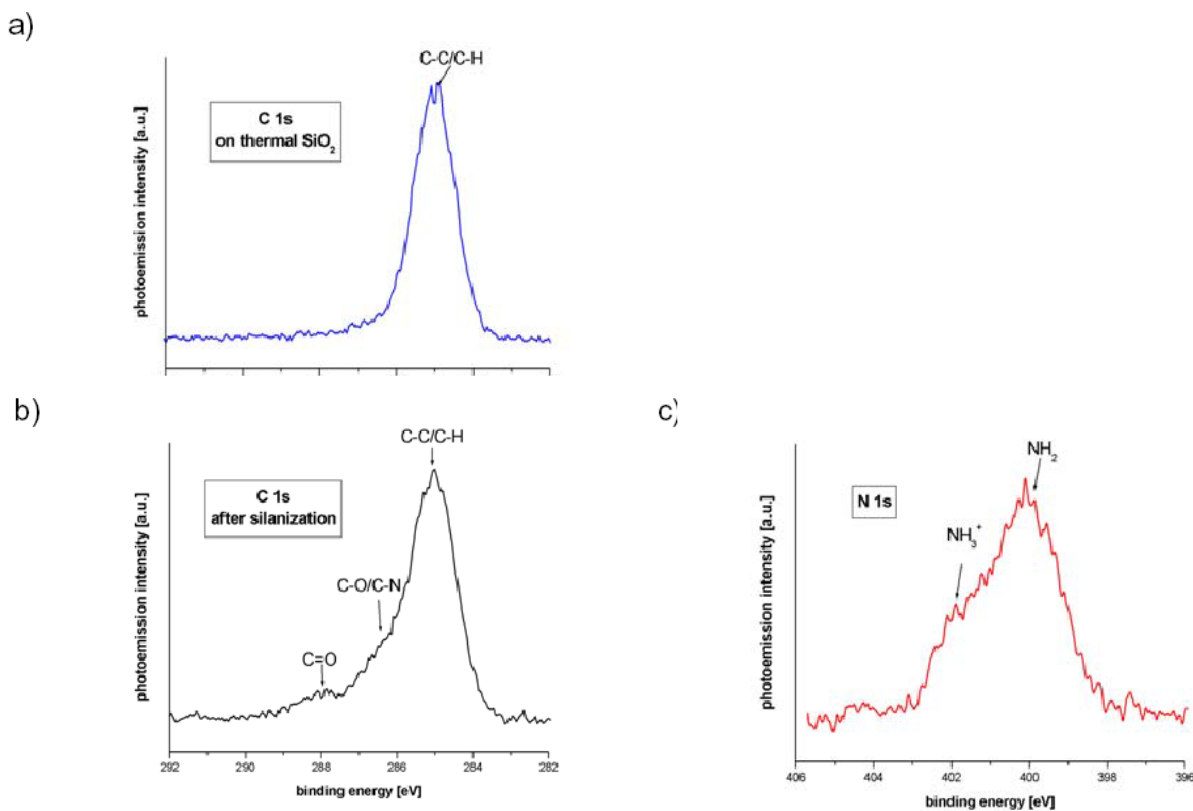 a)
C-C/C-H
C 1s
on thermal SiO₂
photoemission intensity [a.u.]
b)
C-C/C-H
C 1s
after silanization
C-O/C-N
C=O
photoemission intensity [a.u.]
292 290 288 286 284 282
binding energy [eV]
c)
NH₂
N 1s
NH₃⁺
photoemission intensity [a.u.]
406 404 402 400 398 396
binding energy [eV]